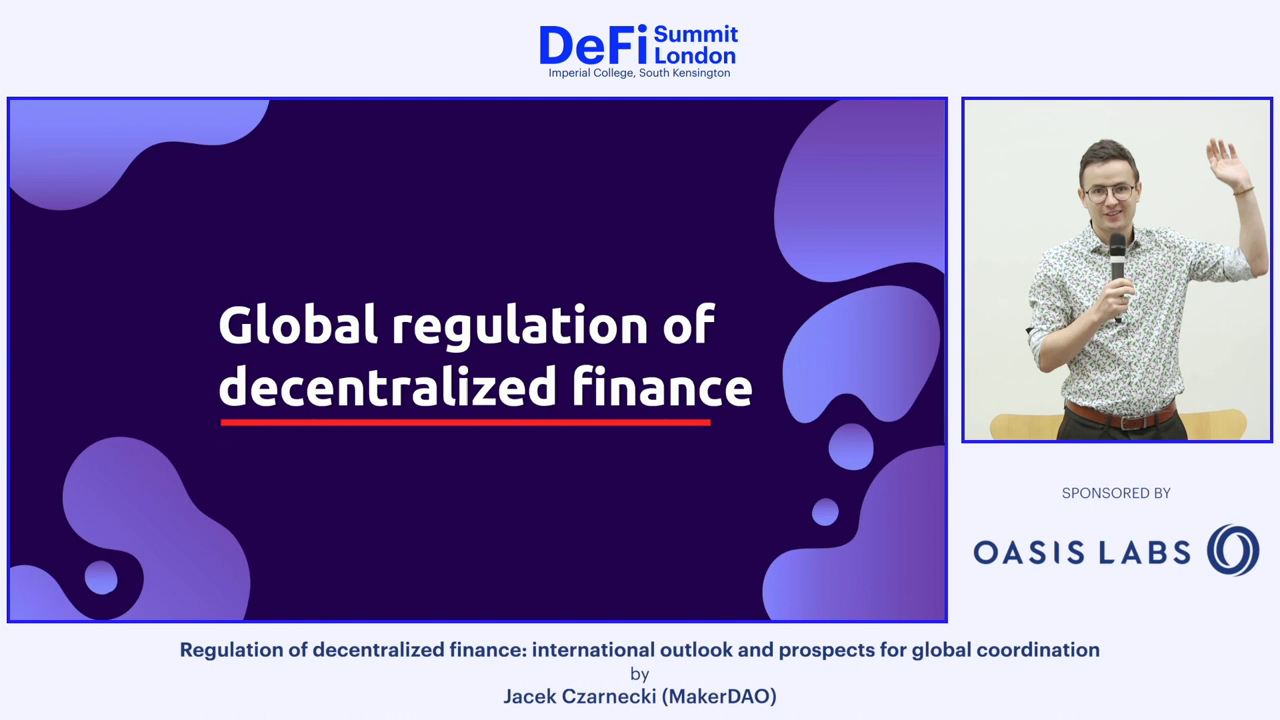 DeFi Summit London
Imperial College, South Kensington
Global regulation of
decentralized finance
SPONSORED BY
OASIS LABS
Regulation of decentralized finance: international outlook and prospects for global coordination
by
Jacek Czarnecki (MakerDAO)